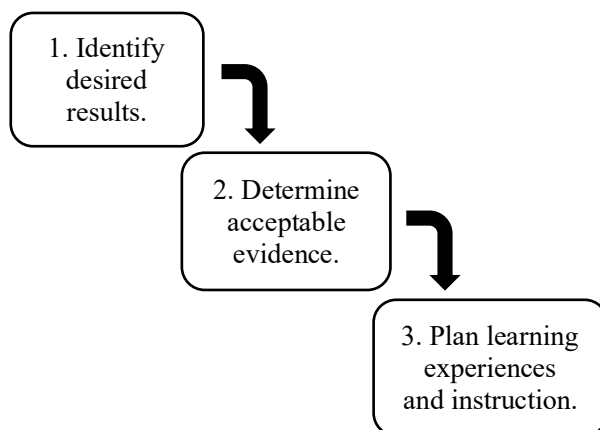 1. Identify
desired
results.
2. Determine
acceptable
evidence.
3. Plan learning
experiences
and instruction.